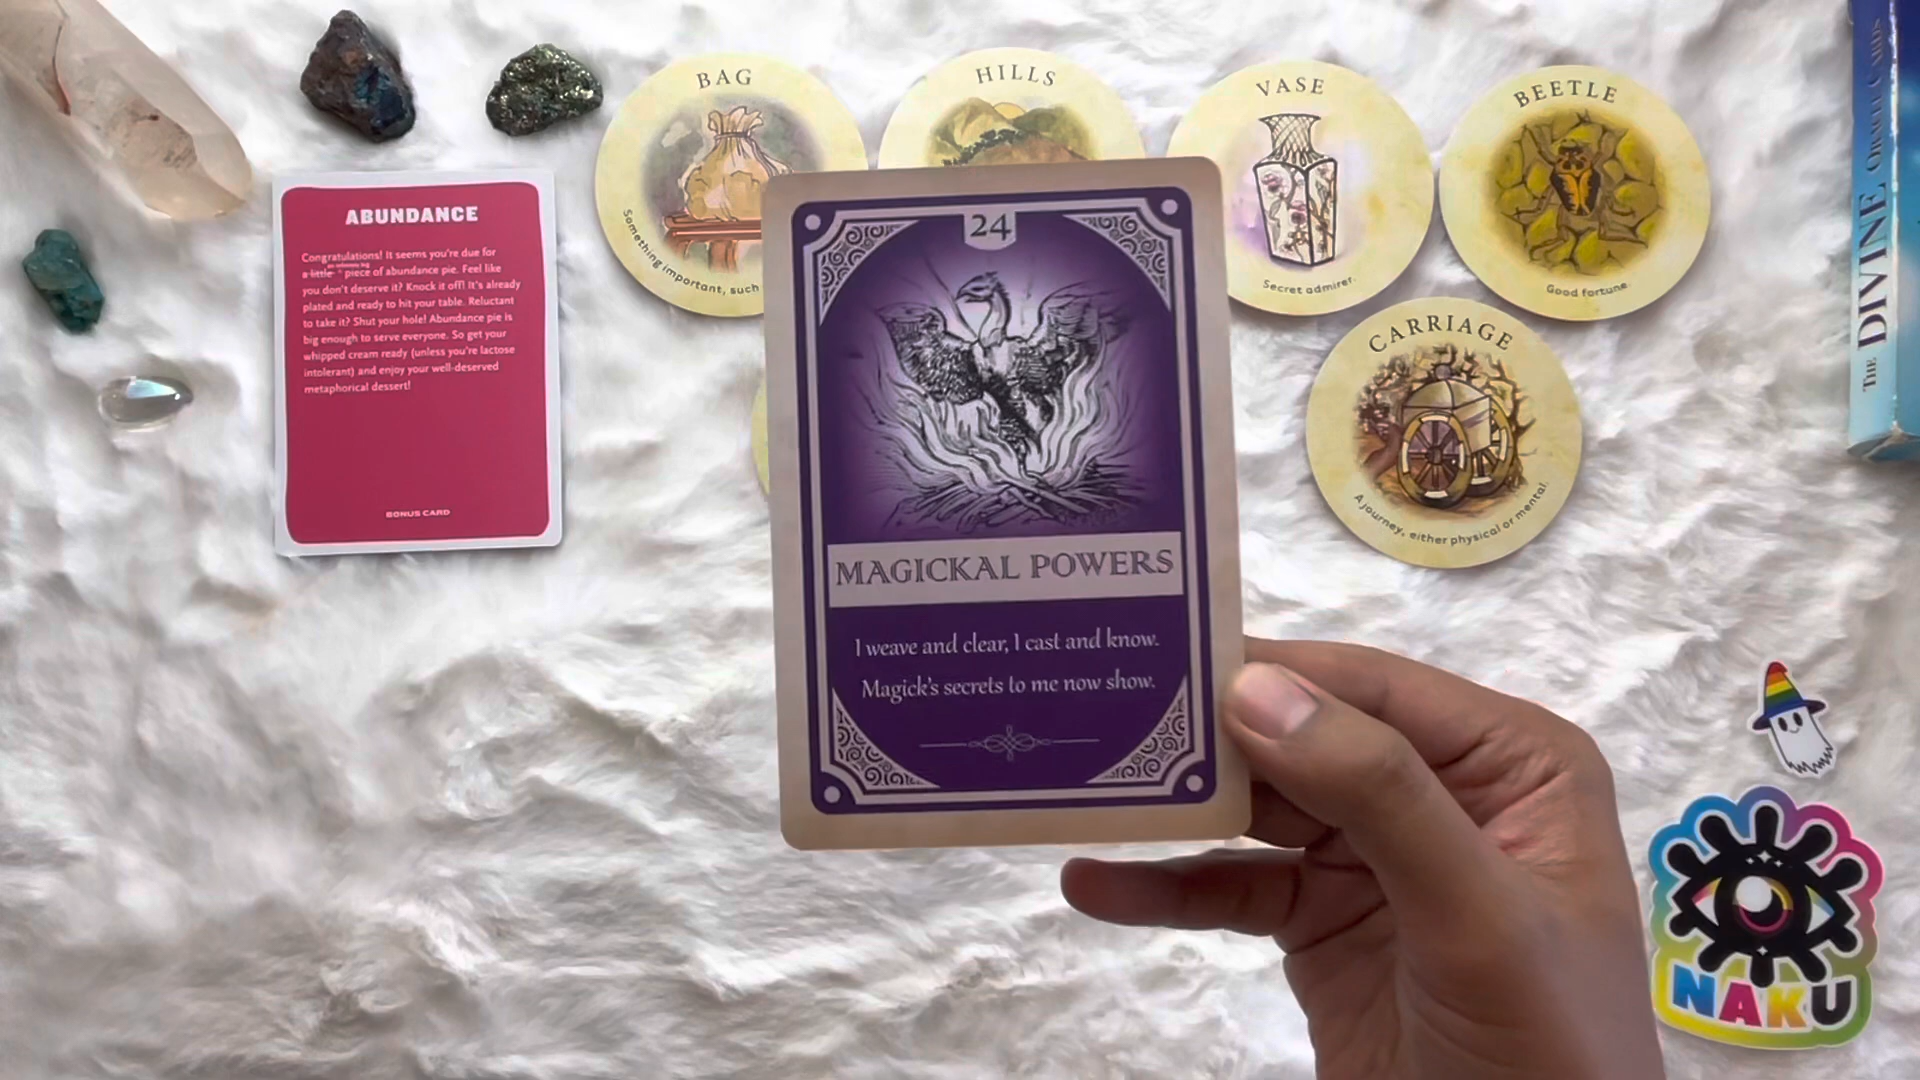 ABUNDANCE
Congratulations! It seems you're due for
a little piece of abundance pie. Feel like
you don't deserve it? Knock it off! It's already
plated and ready to hit your table. Reluctant
to take it? Shut your hole! Abundance pie is
big enough to serve everyone. So get your
whipped cream ready (unless you're lactose
intolerant) and enjoy your well-deserved
metaphorical dessert!
BONUS CARD
BAG
Something important, such
HILLS
VASE
Secret admirer.
BEETLE
Good fortune.
CARRIAGE
A journey, either physical or mental.
24
MAGICKAL POWERS
I weave and clear, I cast and know.
Magick's secrets to me now show.
THE DIVINE ORACLE CARDS
NAKU